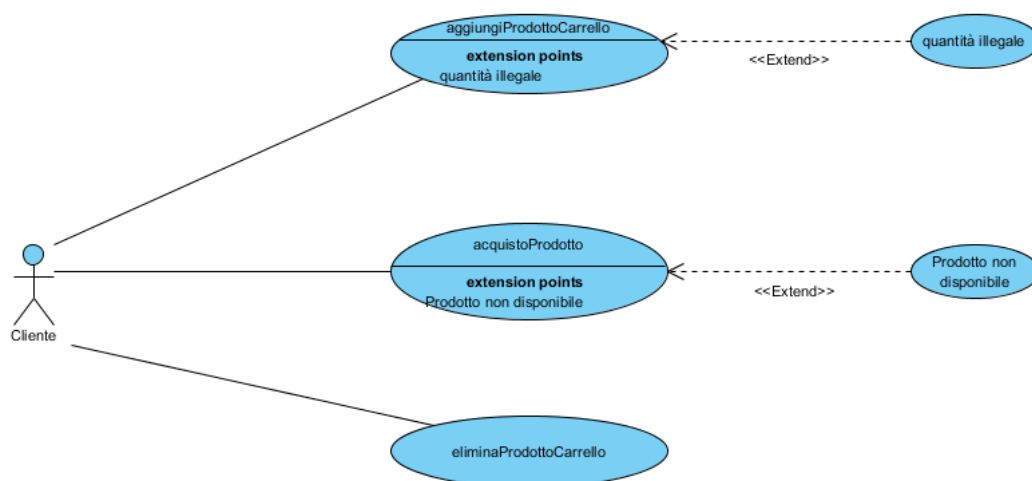 aggiungiProdottoCarrello
extension points
quantità illegale
<<Extend>>
quantità illegale
acquistoProdotto
extension points
Prodotto non disponibile
<<Extend>>
Prodotto non
disponibile
Cliente
eliminaProdottoCarrello